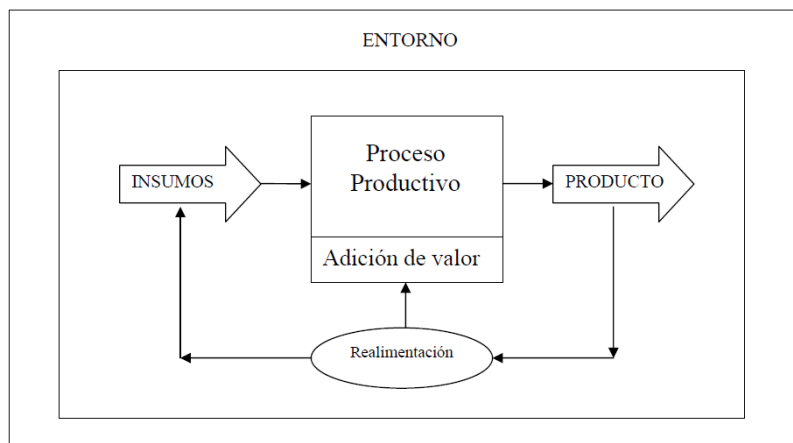 ENTORNO
INSUMOS
Proceso
Productivo
PRODUCTO
Adición de valor
Realimentación